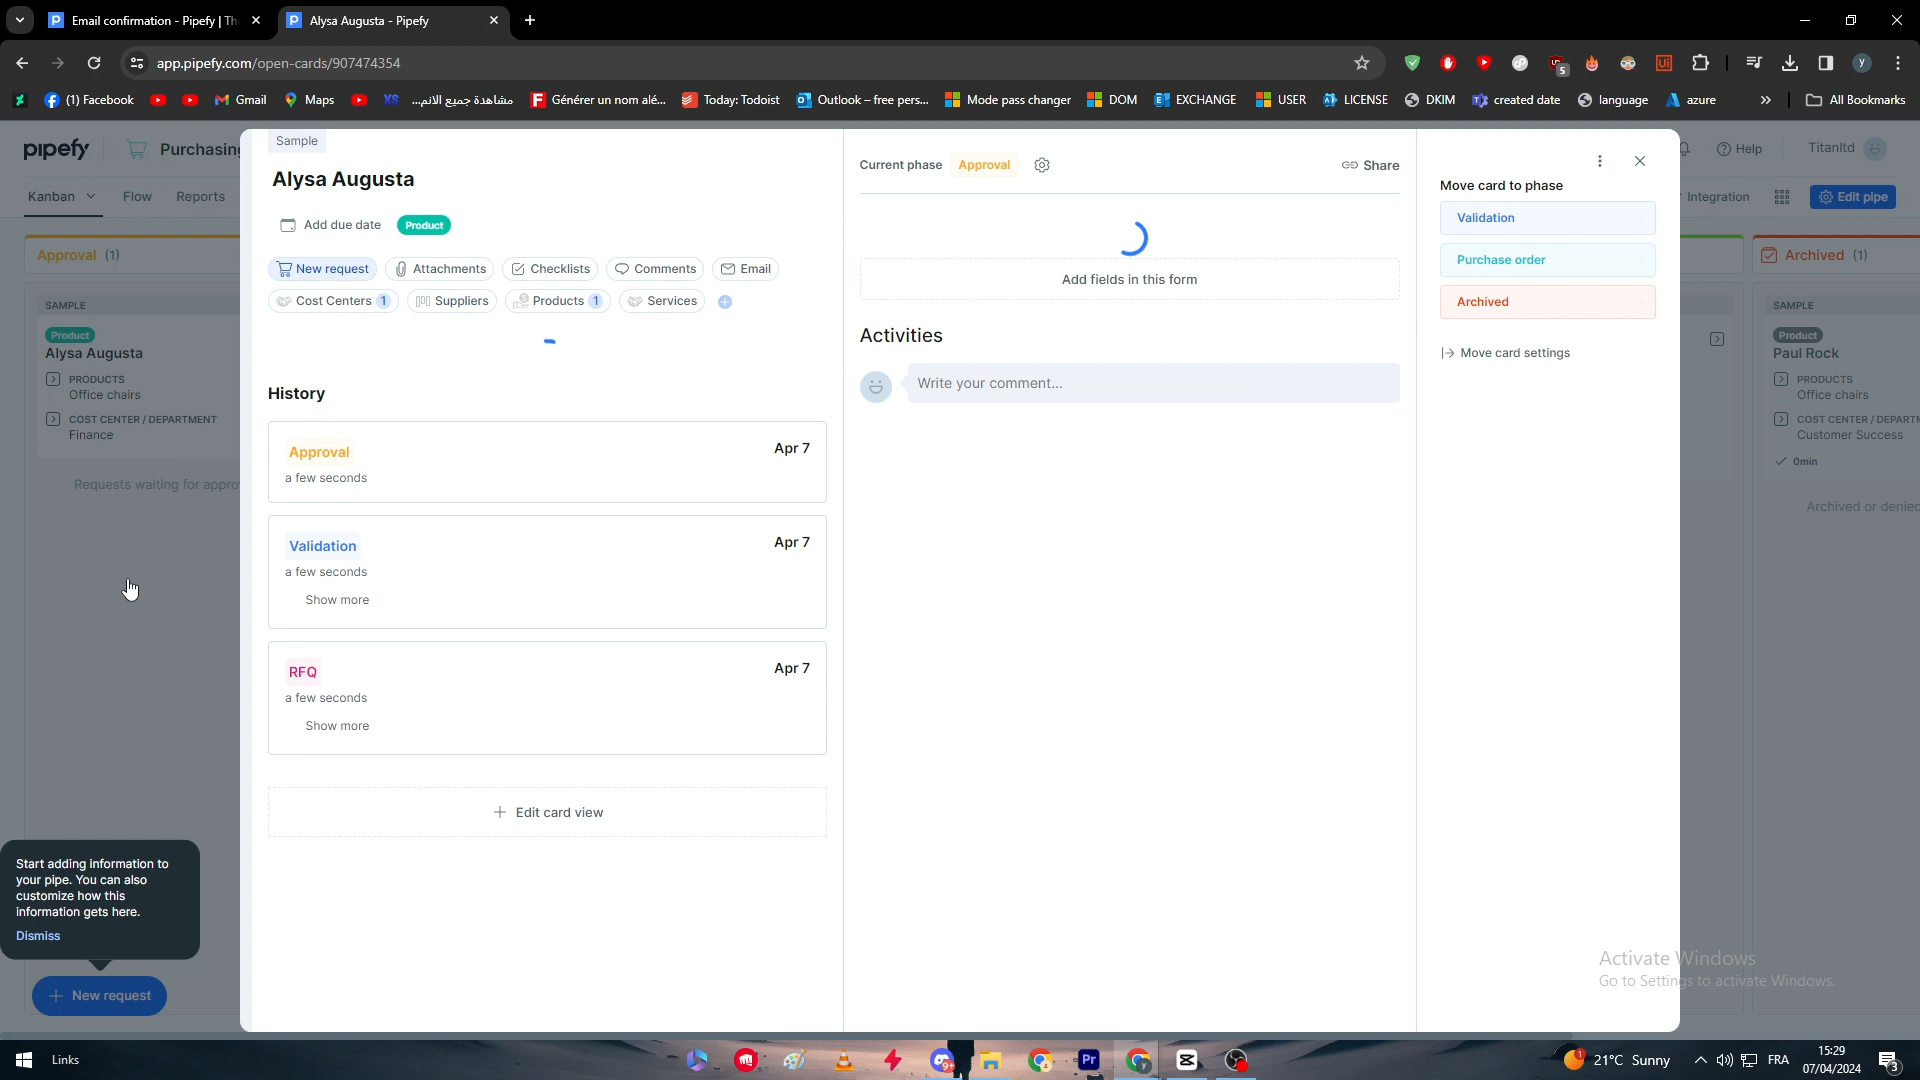 Email confirmation - Pipefy | Th
Alysa Augusta - Pipefy
app.pipefy.com/open-cards/907474354
5
y
(1) Facebook
Gmail
Maps
XS
مشاهدة جميع الانم...
Générer un nom alé...
Today: Todoist
Outlook – free pers...
Mode pass changer
DOM
EXCHANGE
USER
LICENSE
DKIM
created date
language
azure
All Bookmarks
pipefy
Purchasing
Help
Titanltd
Kanban
Flow
Reports
Integration
Edit pipe
Approval (1)
SAMPLE
Product
Alysa Augusta
PRODUCTS
Office chairs
COST CENTER / DEPARTMENT
Finance
Requests waiting for appro
Start adding information to
your pipe. You can also
customize how this
information gets here.
Dismiss
New request
Sample
Alysa Augusta
Add due date
Product
New request
Attachments
Checklists
Comments
Email
Cost Centers 1
Suppliers
Products 1
Services
History
Approval
Apr 7
a few seconds
Validation
Apr 7
a few seconds
Show more
RFQ
Apr 7
a few seconds
Show more
Edit card view
Current phase
Approval
Share
Add fields in this form
Activities
Write your comment...
Move card to phase
Validation
Purchase order
Archived
Move card settings
Archived (1)
SAMPLE
Product
Paul Rock
PRODUCTS
Office chairs
COST CENTER / DEPARTM
Customer Success
0min
Archived or denied
Activate Windows
Go to Settings to activate Windows.
Links
9+
Pr
1
21°C Sunny
FRA
15:29
07/04/2024
3